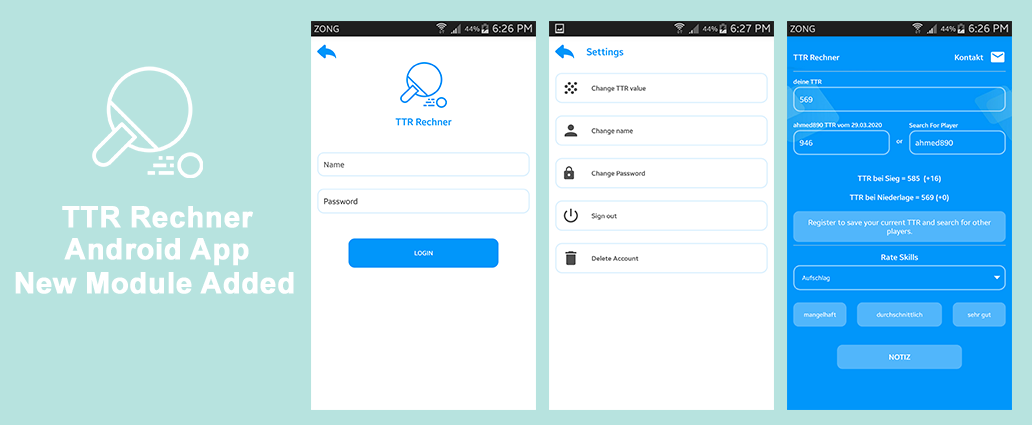 TTR Rechner
Android App
New Module Added
ZONG 44% 6:26 PM
TTR Rechner
Name
Password
LOGIN
44% 6:27 PM
Settings
Change TTR value
Change name
Change Password
Sign out
Delete Account
ZONG 44% 6:26 PM
TTR Rechner Kontakt
deine TTR
569
ahmed890 TTR vom 29.03.2020 Search For Player
946 or ahmed890
TTR bei Sieg = 585 (+16)
TTR bei Niederlage = 569 (+0)
Register to save your current TTR and search for other
players.
Rate Skills
Aufschlag
mangelhaft durchschnittlich sehr gut
NOTIZ